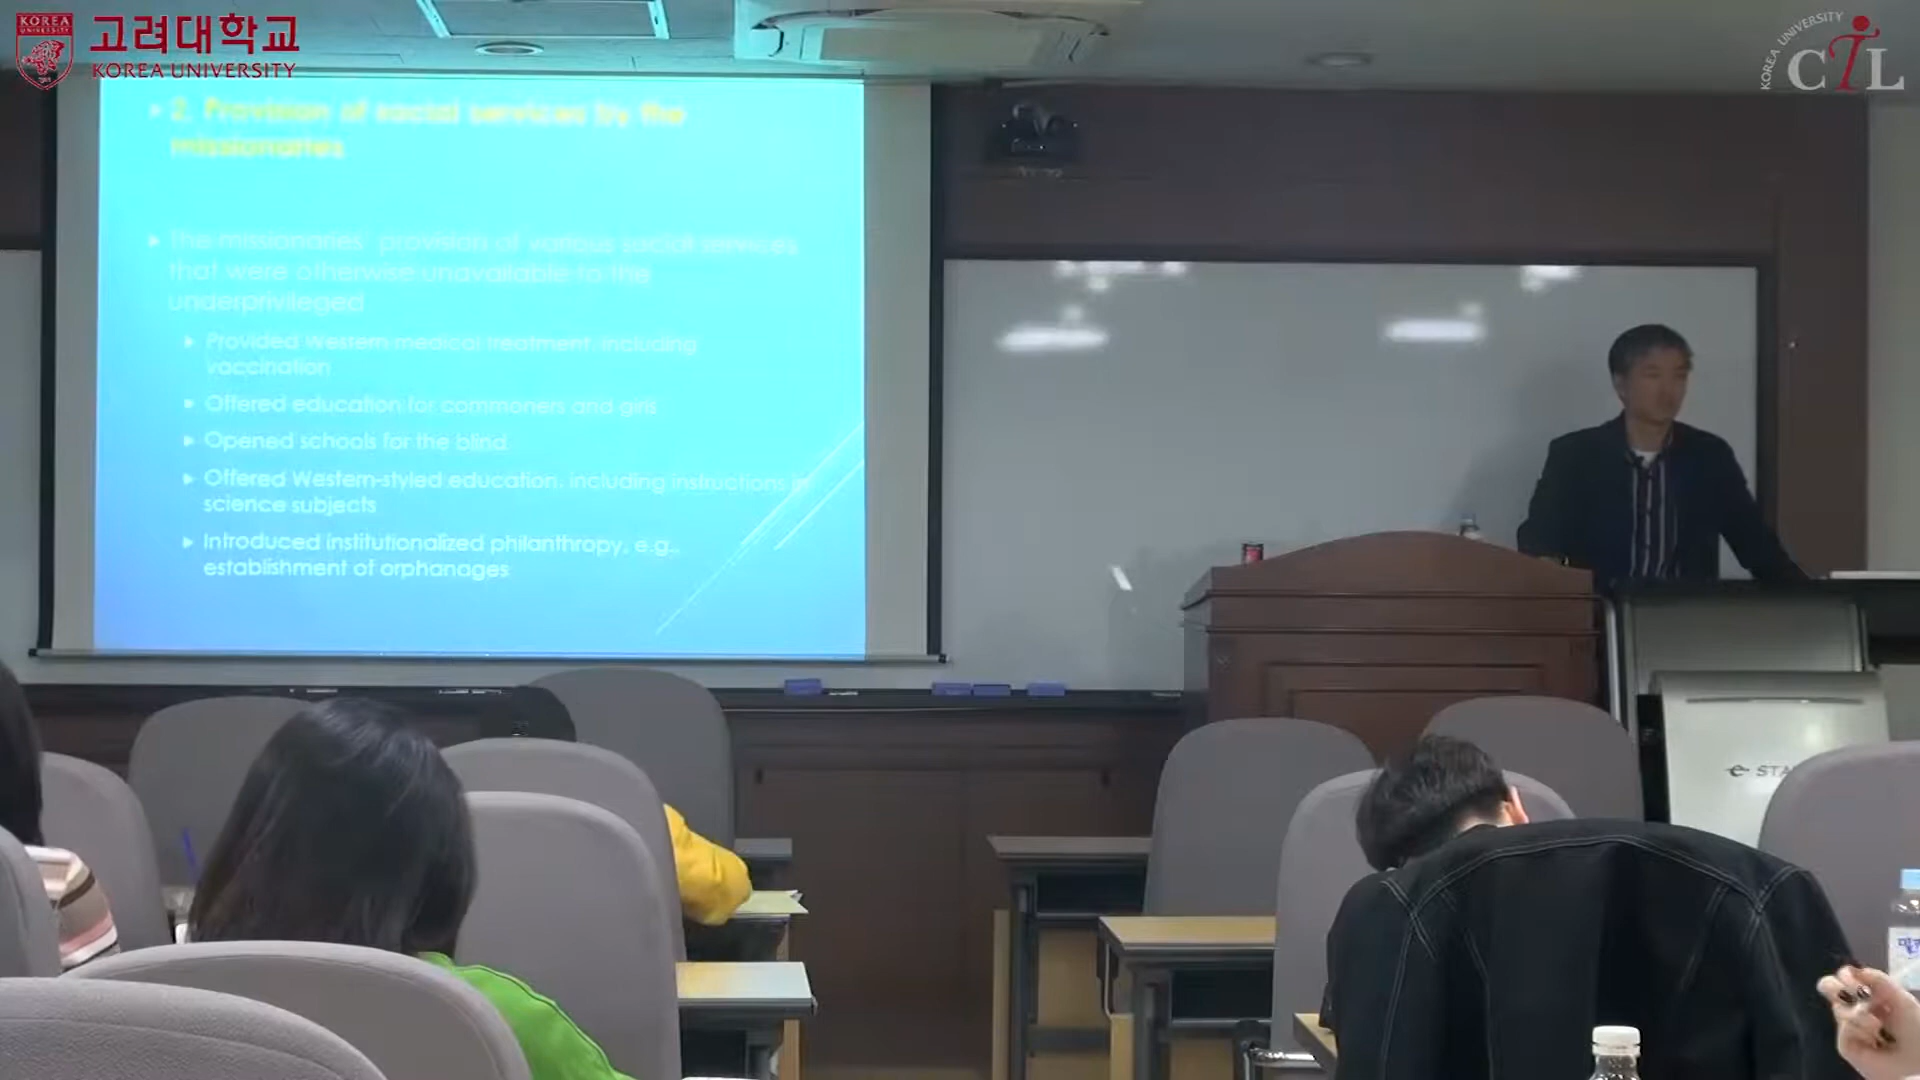 KOREA
UNIVERSITY
고려대학교
KOREA UNIVERSITY
KOREA UNIVERSITY
CTL
2. Provision of social services by the
missionaries
The missionaries' provision of various social services
that were otherwise unavailable to the
underprivileged
Provided Western medical treatment, including
vaccination
Offered education for commoners and girls
Opened schools for the blind
Offered Western-styled education, including instructions in
science subjects
Introduced institutionalized philanthropy, e.g.,
establishment of orphanages